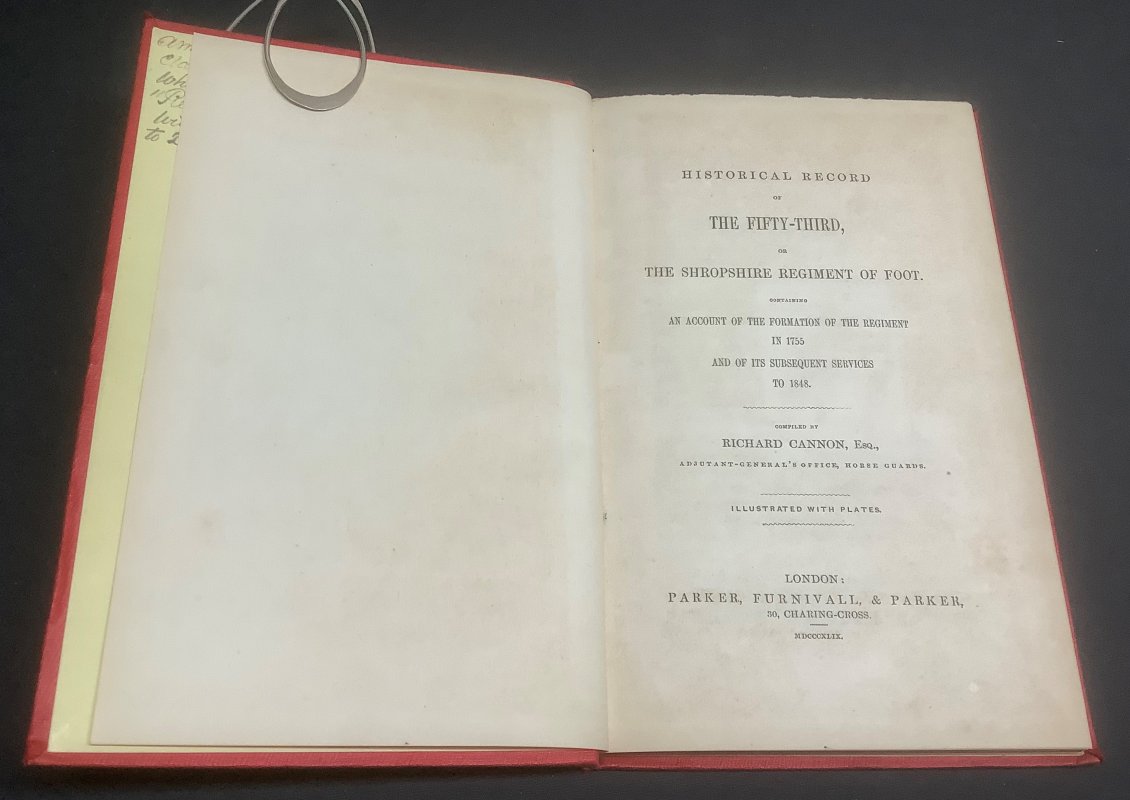 to 2
HISTORICAL RECORD
OF
THE FIFTY-THIRD,
OR
THE SHROPSHIRE REGIMENT OF FOOT.
CONTAINING
AN ACCOUNT OF THE FORMATION OF THE REGIMENT
IN 1755
AND OF ITS SUBSEQUENT SERVICES
TO 1848.
COMPILED BY
RICHARD CANNON, ESQ.,
ADJUTANT-GENERAL'S OFFICE, HORSE GUARDS.
ILLUSTRATED WITH PLATES.
LONDON:
PARKER, FURNIVALL, & PARKER,
30, CHARING-CROSS.
MDCCCXLIX.